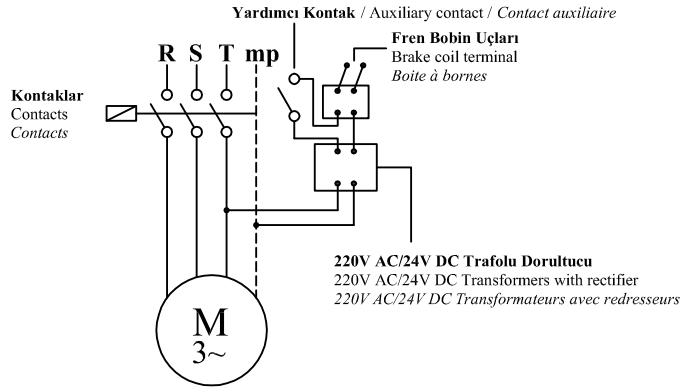 Yardımcı Kontak / Auxiliary contact / Contact auxiliaire
Fren Bobin Uçları
Brake coil terminal
Boite à bornes
R S T mp
Kontaklar
Contacts
Contacts
220V AC/24V DC Trafolu Dorultucu
220V AC/24V DC Transformers with rectifier
220V AC/24V DC Transformateurs avec redresseurs
M
3~